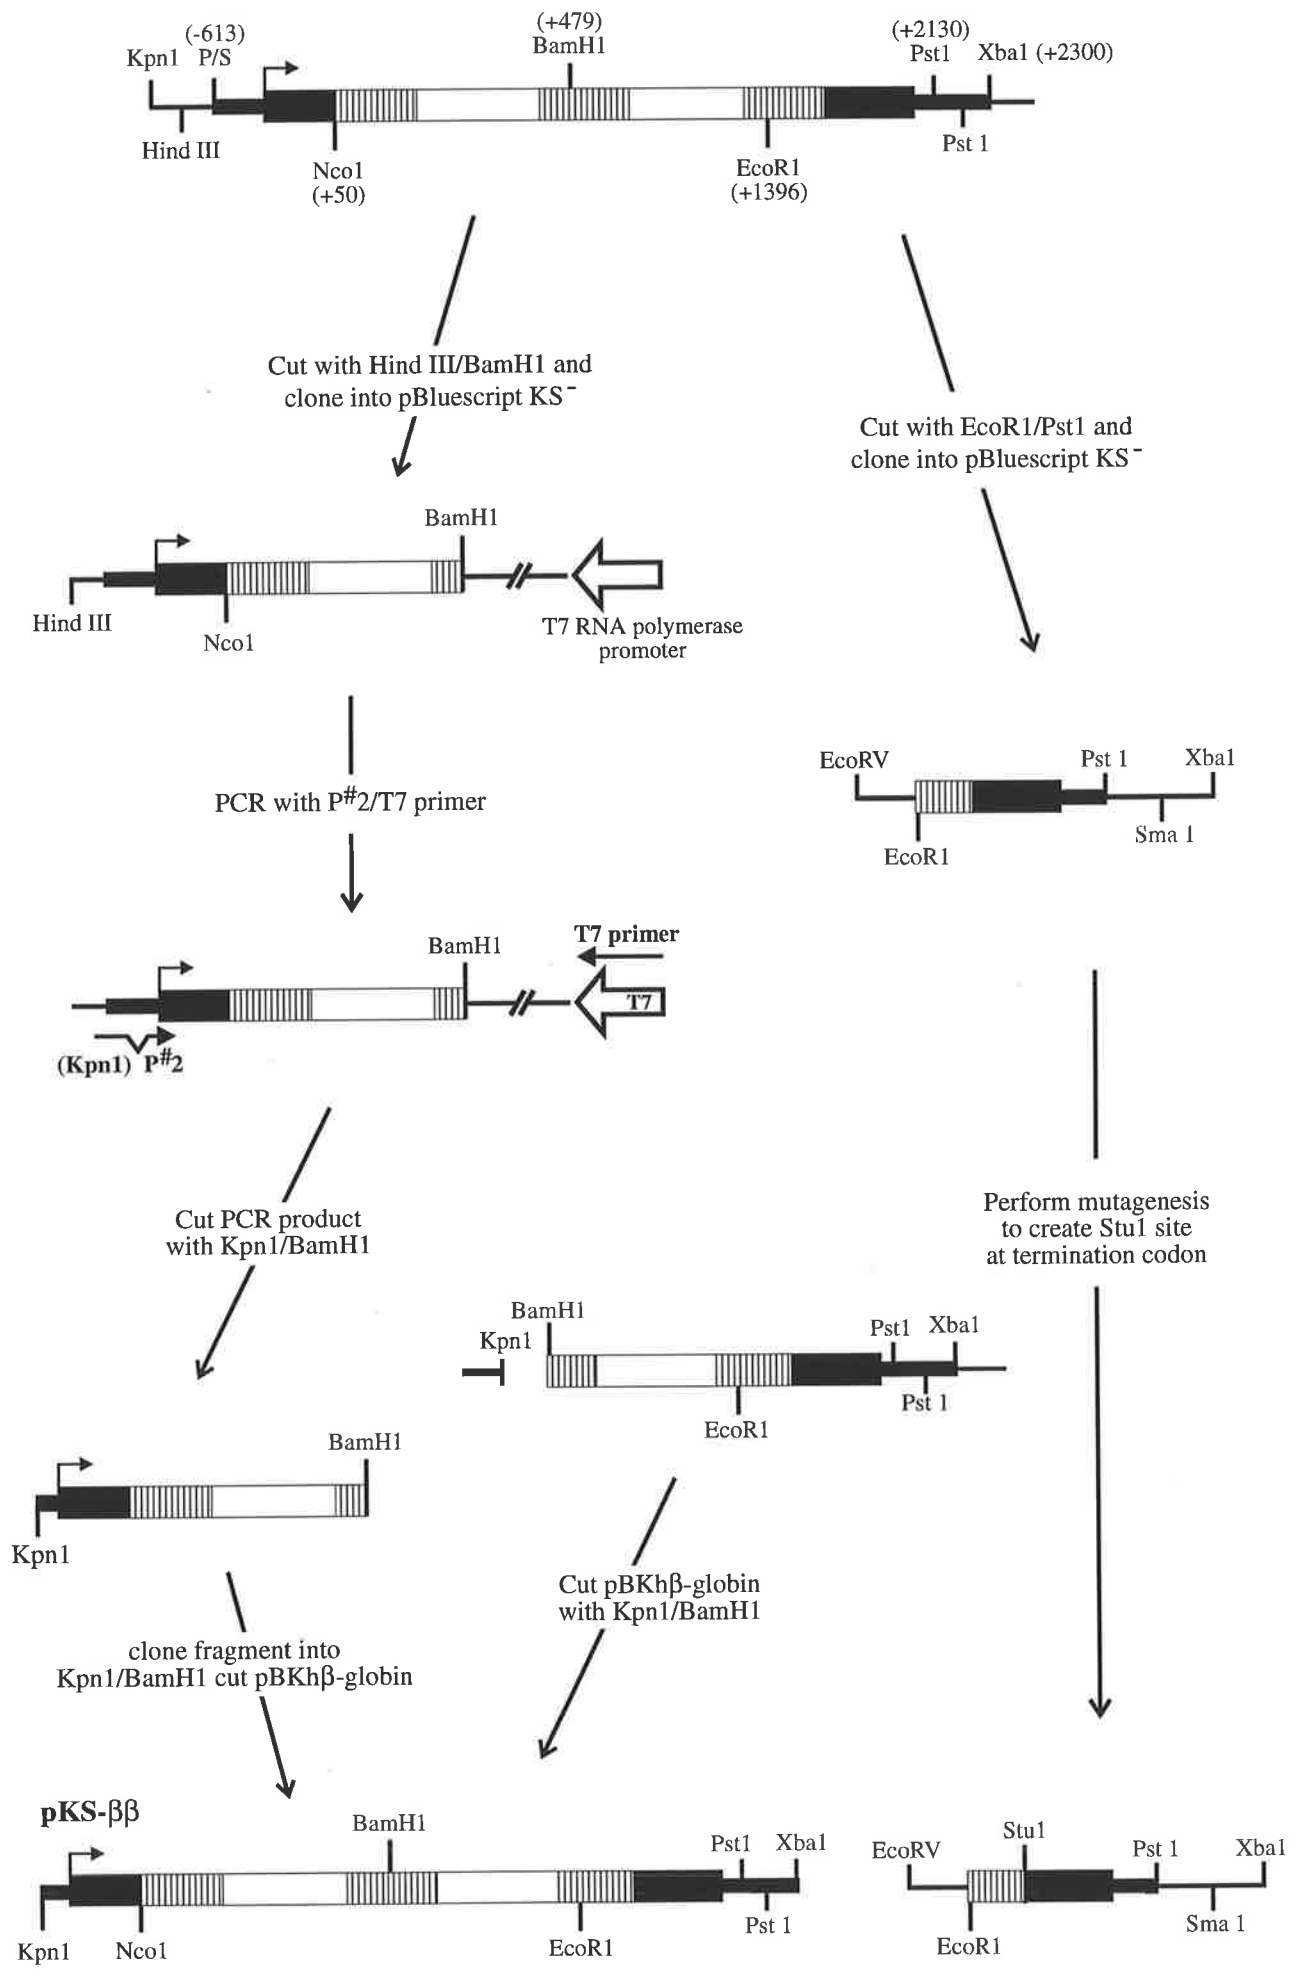 (-613)
(+479)
(+2130)
Kpn1
P/S
BamH1
Pst1
Xba1 (+2300)
Hind III
Pst 1
Nco1
(+50)
EcoR1
(+1396)
Cut with Hind III/BamH1 and
clone into pBluescript KS⁻
Cut with EcoR1/Pst1 and
clone into pBluescript KS⁻
BamH1
Hind III
Nco1
T7 RNA polymerase
promoter
EcoRV
Pst 1
Xba1
Sma 1
EcoR1
PCR with P#2/T7 primer
BamH1
T7 primer
T7
(Kpn1) P#2
Cut PCR product
with Kpn1/BamH1
Perform mutagenesis
to create Stu1 site
at termination codon
BamH1
Kpn1
Pst1
Xba1
Pst 1
EcoR1
BamH1
Kpn1
Cut pBKhβ-globin
with Kpn1/BamH1
clone fragment into
Kpn1/BamH1 cut pBKhβ-globin
pKS-ββ
BamH1
Pst1
Xba1
Pst 1
Kpn1
Nco1
EcoR1
EcoRV
Stu1
Pst 1
Xba1
Sma 1
EcoR1